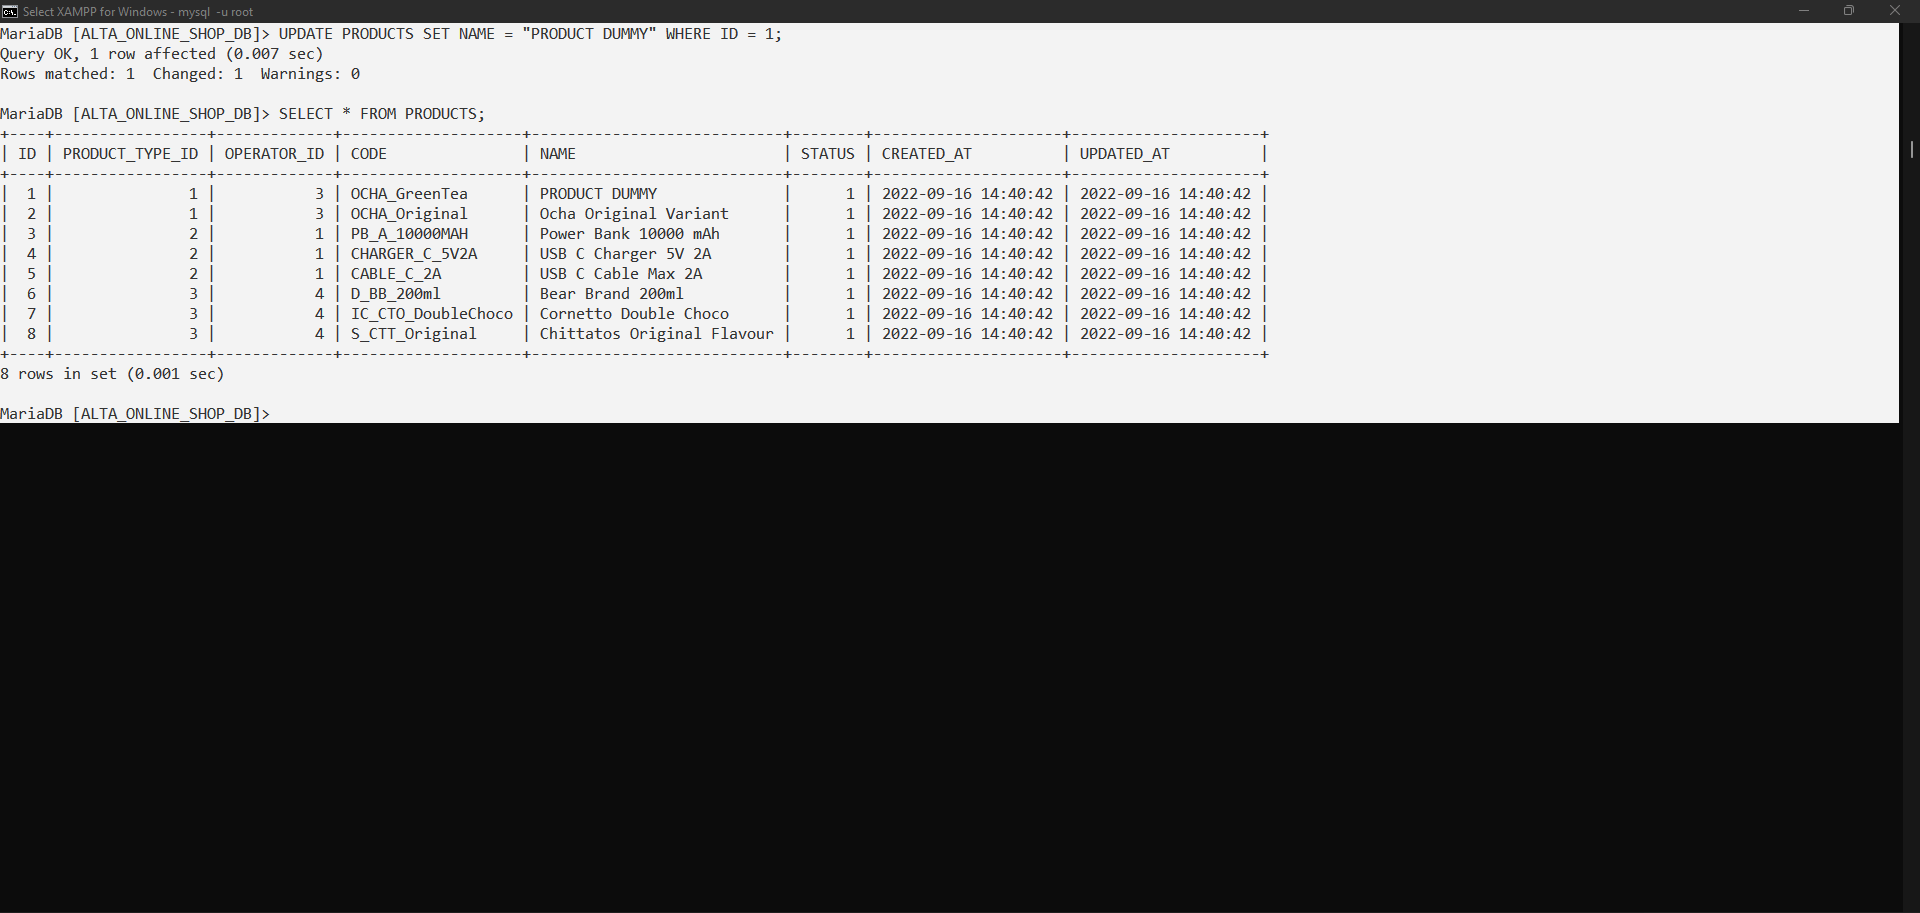 Select XAMPP for Windows - mysql  -u root
MariaDB [ALTA_ONLINE_SHOP_DB]> UPDATE PRODUCTS SET NAME = "PRODUCT DUMMY" WHERE ID = 1;
Query OK, 1 row affected (0.007 sec)
Rows matched: 1  Changed: 1  Warnings: 0
MariaDB [ALTA_ONLINE_SHOP_DB]> SELECT * FROM PRODUCTS;
+----+-----------------+-------------+--------------------+----------------------------+--------+---------------------+---------------------+
| ID | PRODUCT_TYPE_ID | OPERATOR_ID | CODE               | NAME                       | STATUS | CREATED_AT          | UPDATED_AT          |
+----+-----------------+-------------+--------------------+----------------------------+--------+---------------------+---------------------+
|  1 |               1 |           3 | OCHA_GreenTea      | PRODUCT DUMMY              |      1 | 2022-09-16 14:40:42 | 2022-09-16 14:40:42 |
|  2 |               1 |           3 | OCHA_Original      | Ocha Original Variant      |      1 | 2022-09-16 14:40:42 | 2022-09-16 14:40:42 |
|  3 |               2 |           1 | PB_A_10000MAH      | Power Bank 10000 mAh       |      1 | 2022-09-16 14:40:42 | 2022-09-16 14:40:42 |
|  4 |               2 |           1 | CHARGER_C_5V2A     | USB C Charger 5V 2A        |      1 | 2022-09-16 14:40:42 | 2022-09-16 14:40:42 |
|  5 |               2 |           1 | CABLE_C_2A         | USB C Cable Max 2A         |      1 | 2022-09-16 14:40:42 | 2022-09-16 14:40:42 |
|  6 |               3 |           4 | D_BB_200ml         | Bear Brand 200ml           |      1 | 2022-09-16 14:40:42 | 2022-09-16 14:40:42 |
|  7 |               3 |           4 | IC_CTO_DoubleChoco | Cornetto Double Choco      |      1 | 2022-09-16 14:40:42 | 2022-09-16 14:40:42 |
|  8 |               3 |           4 | S_CTT_Original     | Chittatos Original Flavour |      1 | 2022-09-16 14:40:42 | 2022-09-16 14:40:42 |
+----+-----------------+-------------+--------------------+----------------------------+--------+---------------------+---------------------+
8 rows in set (0.001 sec)
MariaDB [ALTA_ONLINE_SHOP_DB]>